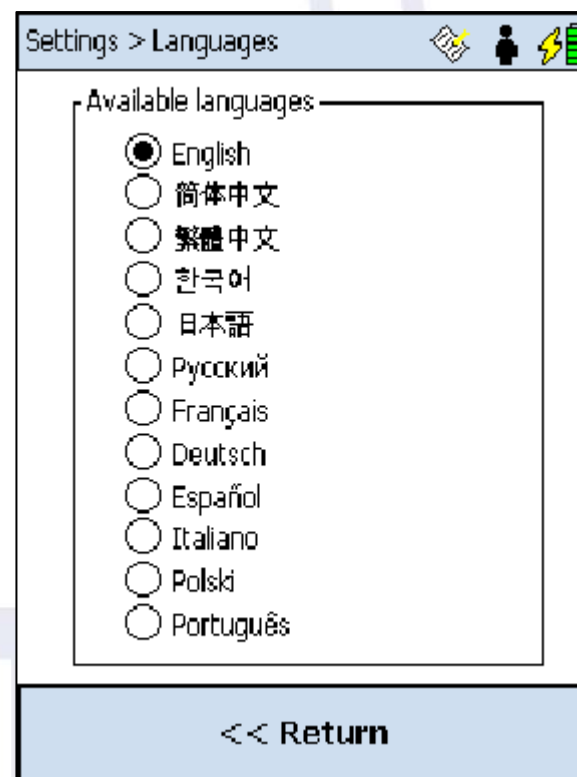 Settings > Languages
Available languages
English
简体中文
繁體中文
한국어
日本語
Русский
Français
Deutsch
Español
Italiano
Polski
Português
<< Return